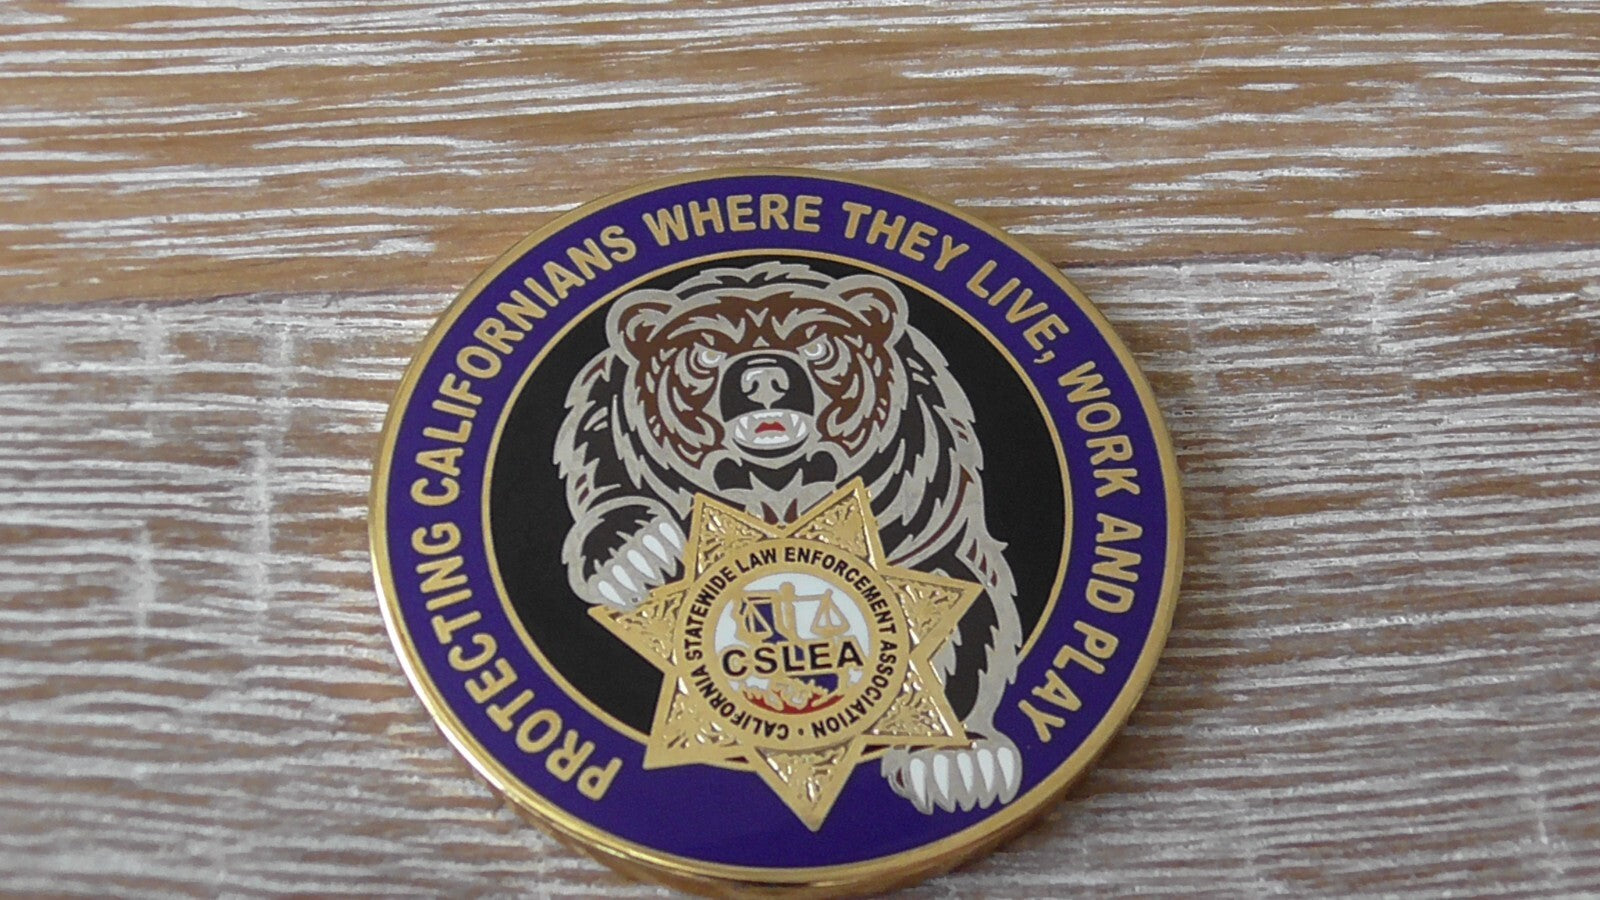 PROTECTING CALIFORNIANS WHERE THEY LIVE, WORK AND PLAY
CALIFORNIA STATEWIDE LAW ENFORCEMENT ASSOCIATION •
CSLEA